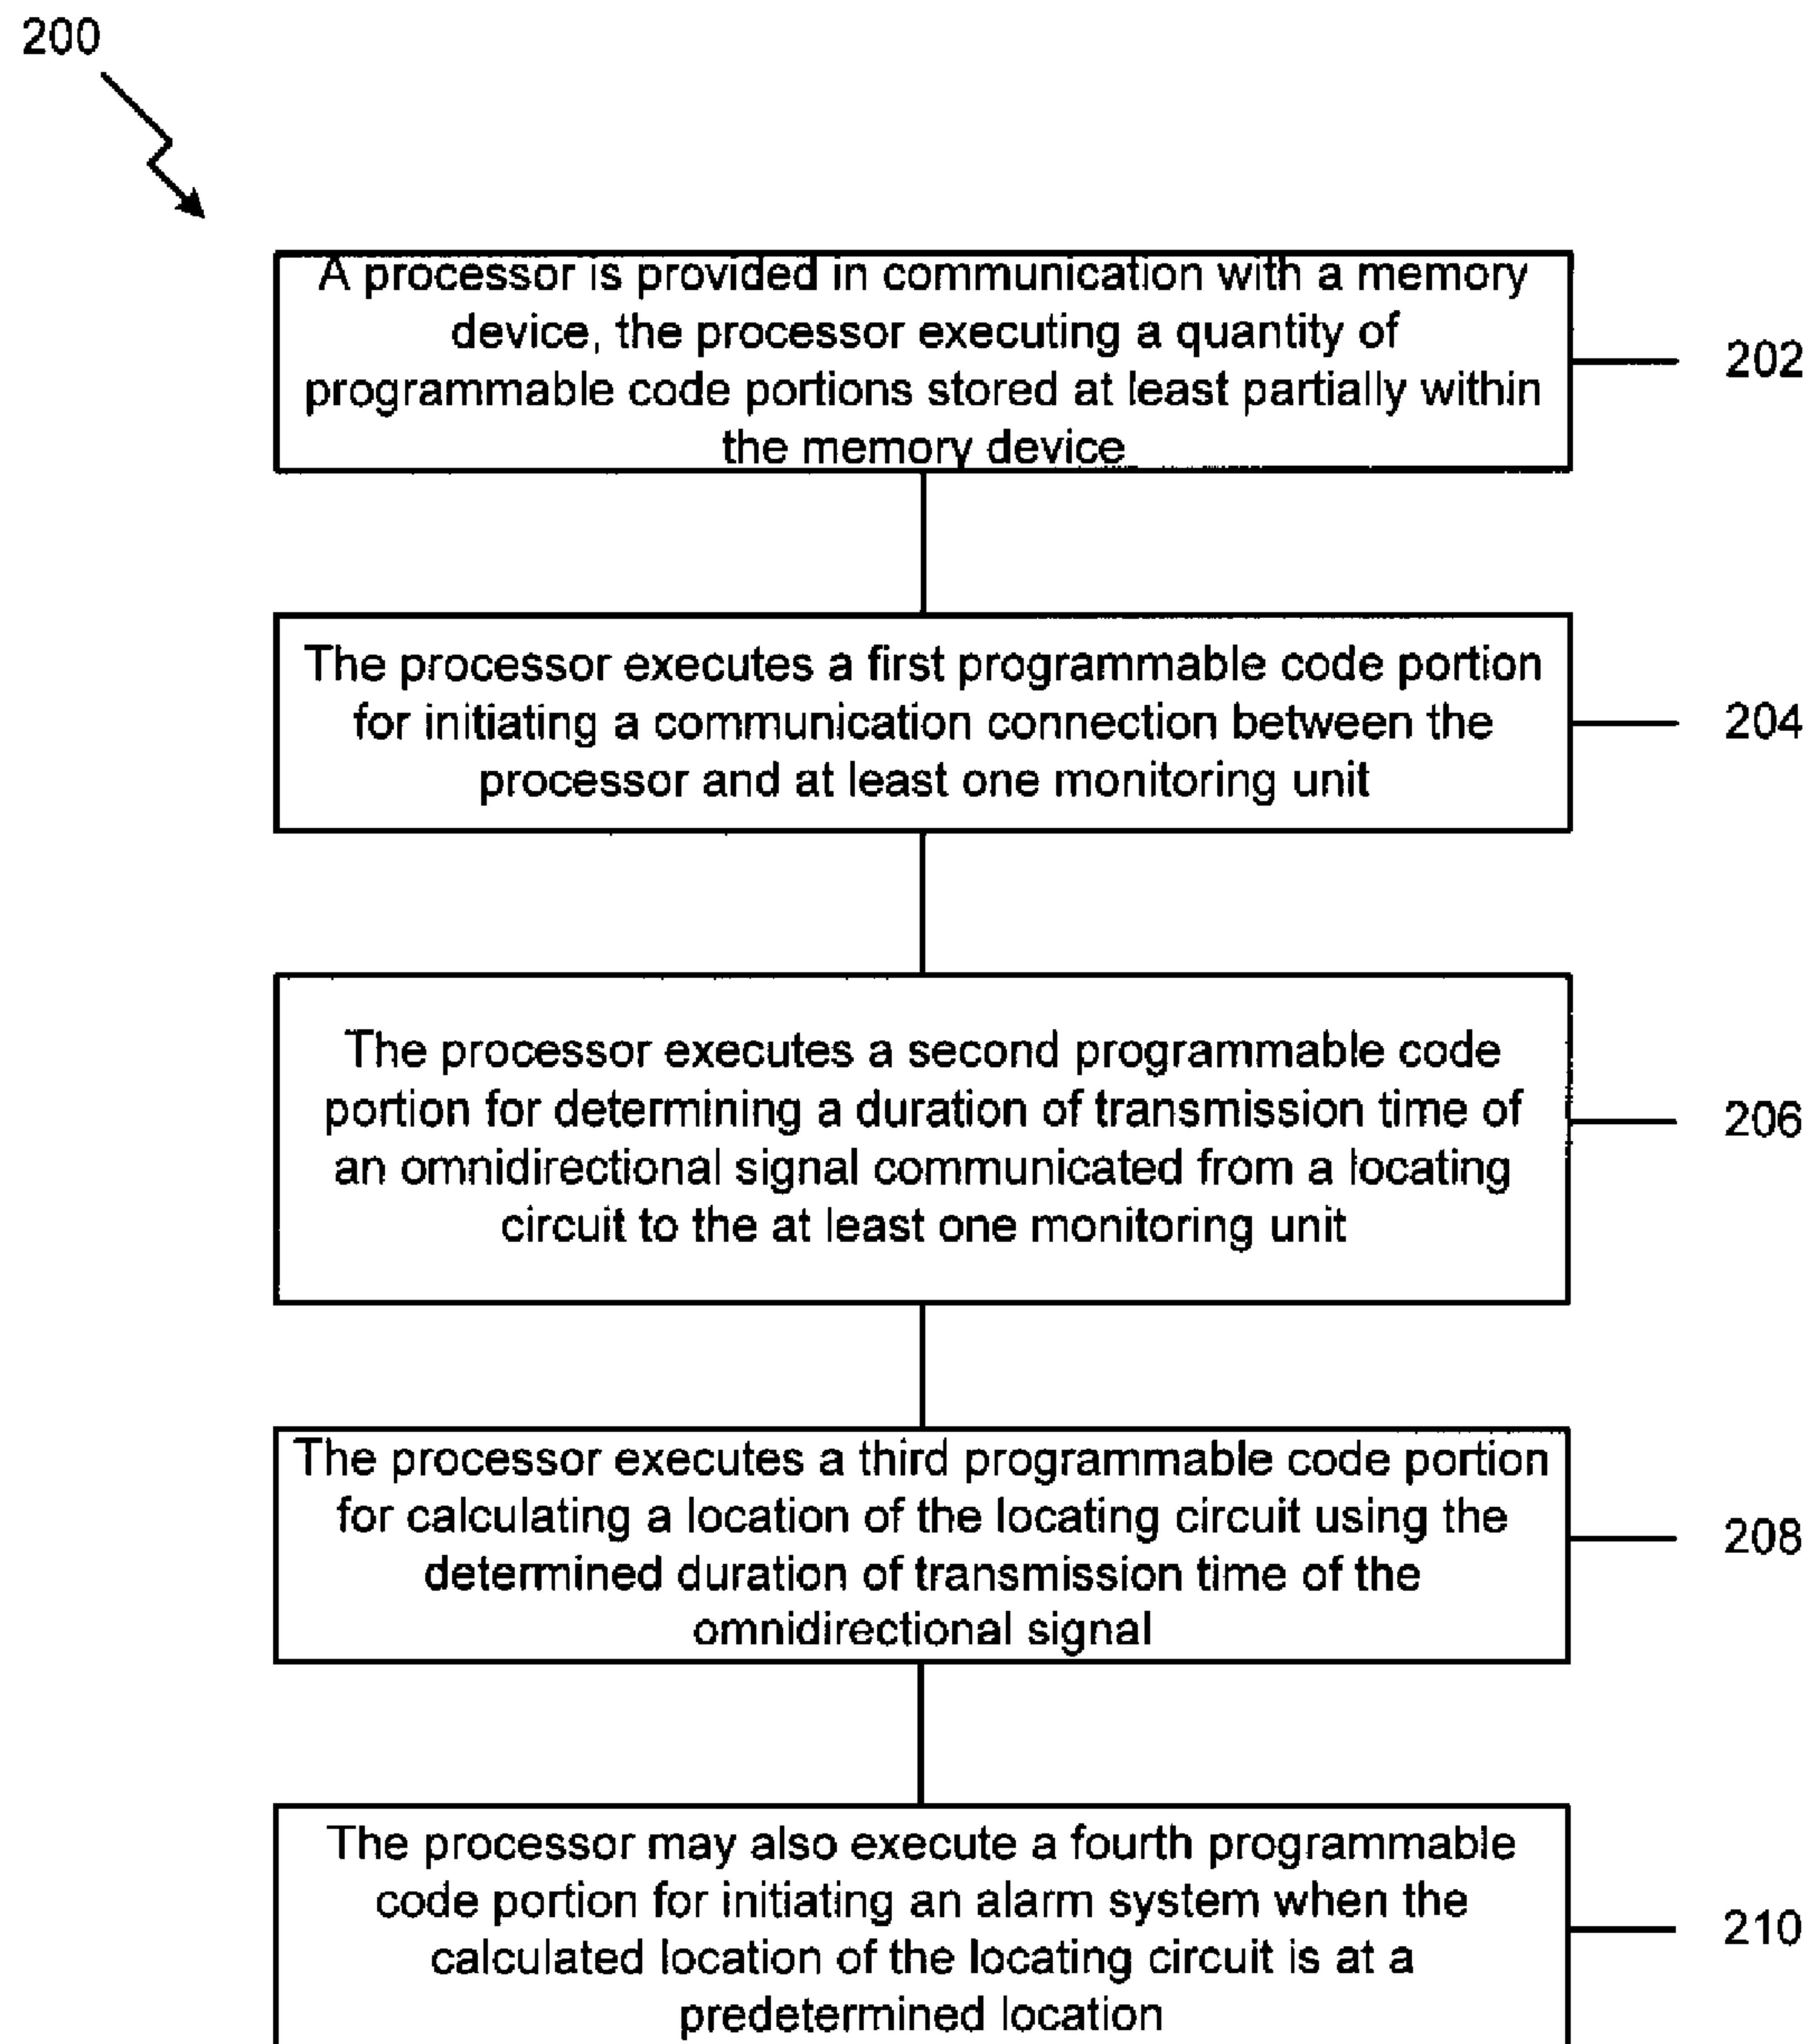 200
A processor is provided in communication with a memory
device, the processor executing a quantity of
programmable code portions stored at least partially within
the memory device
202
The processor executes a first programmable code portion
for initiating a communication connection between the
processor and at least one monitoring unit
204
The processor executes a second programmable code
portion for determining a duration of transmission time of
an omnidirectional signal communicated from a locating
circuit to the at least one monitoring unit
206
The processor executes a third programmable code portion
for calculating a location of the locating circuit using the
determined duration of transmission time of the
omnidirectional signal
208
The processor may also execute a fourth programmable
code portion for initiating an alarm system when the
calculated location of the locating circuit is at a
predetermined location
210